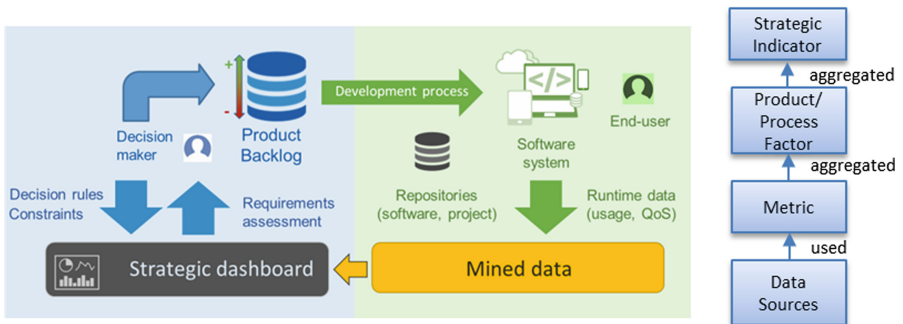 +
-
Decision
maker
Product
Backlog
Development process
</>
Software
system
End-user
Repositories
(software, project)
Runtime data
(usage, QoS)
Decision rules
Constraints
Requirements
assessment
Strategic dashboard
Mined data
Strategic
Indicator
aggregated
Product/
Process
Factor
aggregated
Metric
used
Data
Sources